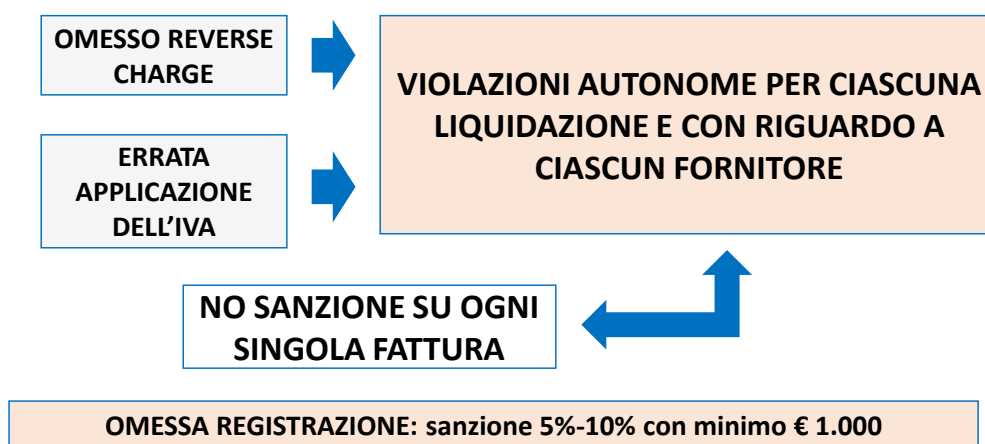 OMESSO REVERSE
CHARGE
VIOLAZIONI AUTONOME PER CIASCUNA
LIQUIDAZIONE E CON RIGUARDO A
CIASCUN FORNITORE
ERRATA
APPLICAZIONE
DELL’IVA
NO SANZIONE SU OGNI
SINGOLA FATTURA
OMESSA REGISTRAZIONE: sanzione 5%-10% con minimo € 1.000